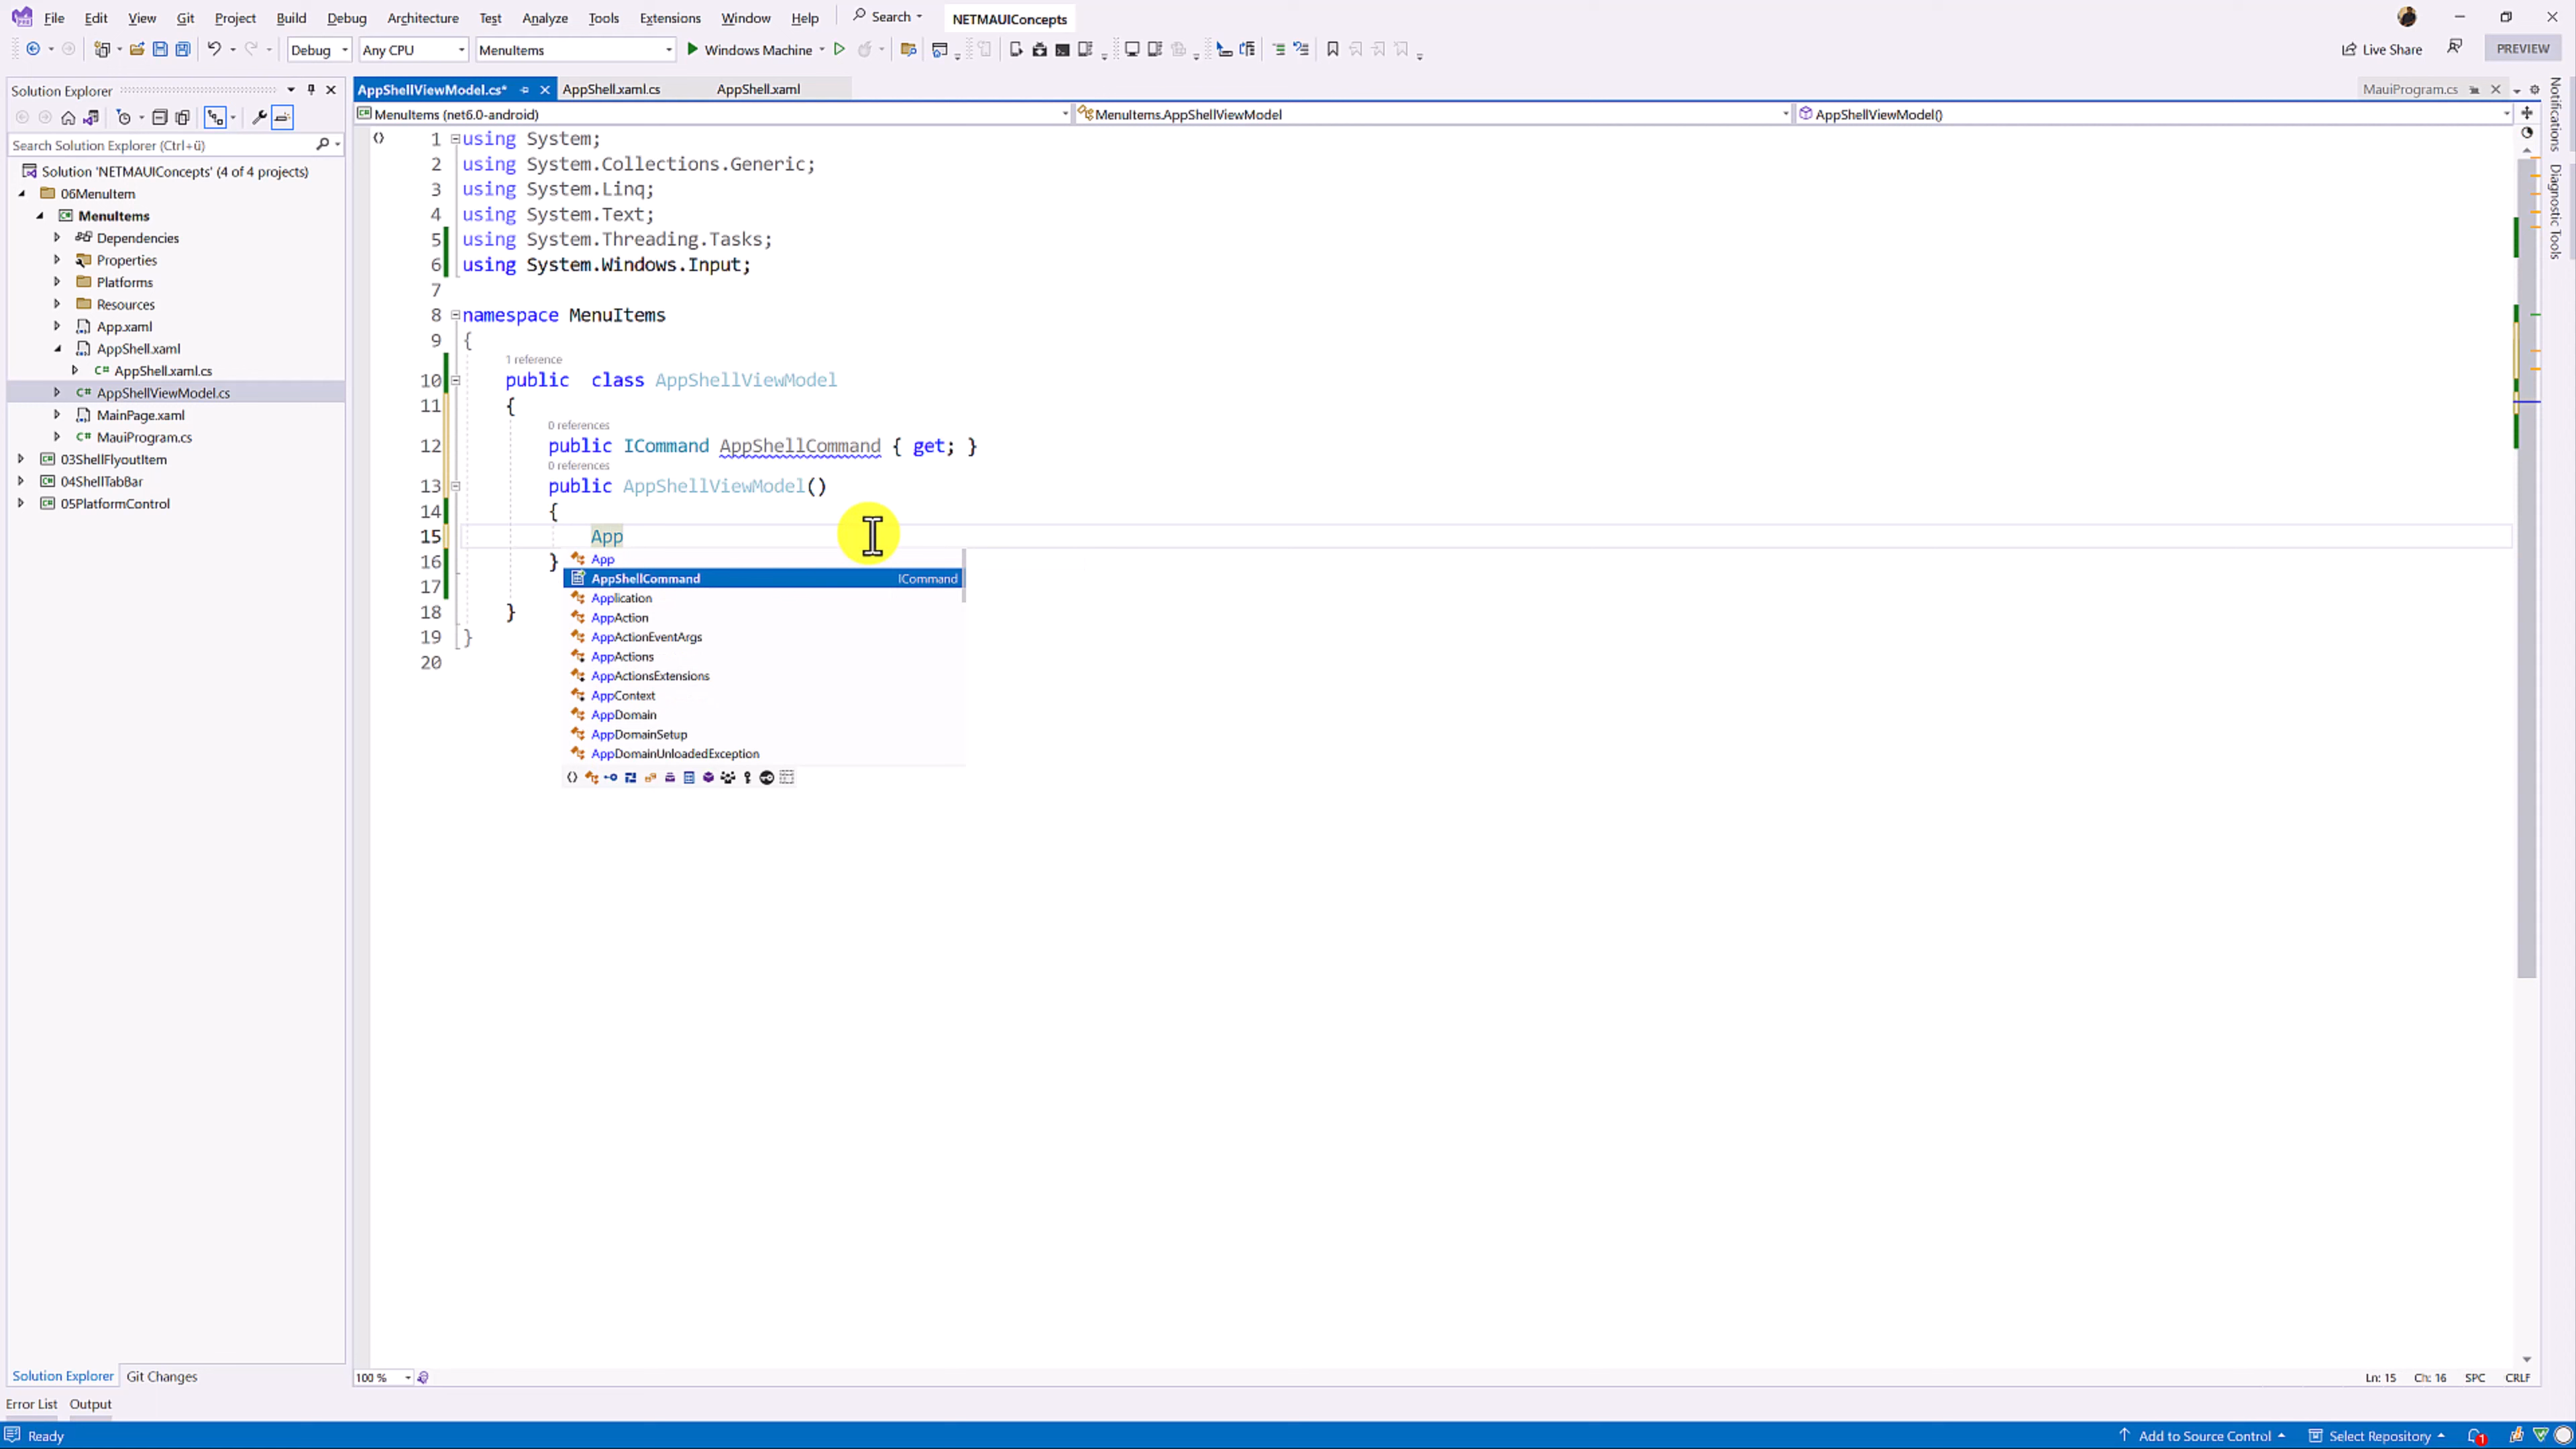 File Edit View Git Project Build Debug Architecture Test Analyze Tools Extensions Window Help Search NETMAUIConcepts
Debug Any CPU MenuItems Windows Machine Live Share PREVIEW
Solution Explorer
Search Solution Explorer (Ctrl+ü)
Solution 'NETMAUIConcepts' (4 of 4 projects)
06MenuItem
MenuItems
Dependencies
Properties
Platforms
Resources
App.xaml
AppShell.xaml
C# AppShell.xaml.cs
C# AppShellViewModel.cs
MainPage.xaml
C# MauiProgram.cs
03ShellFlyoutItem
04ShellTabBar
05PlatformControl
Solution Explorer Git Changes
AppShellViewModel.cs* AppShell.xaml.cs AppShell.xaml MauiProgram.cs
MenuItems (net6.0-android) MenuItems.AppShellViewModel AppShellViewModel()
1 using System;
2 using System.Collections.Generic;
3 using System.Linq;
4 using System.Text;
5 using System.Threading.Tasks;
6 using System.Windows.Input;
7
8 namespace MenuItems
9 {
1 reference
10 public class AppShellViewModel
11 {
0 references
12 public ICommand AppShellCommand { get; }
0 references
13 public AppShellViewModel()
14 {
15 App
16 }
17
18 }
19 }
20
App
AppShellCommand ICommand
Application
AppAction
AppActionEventArgs
AppActions
AppActionsExtensions
AppContext
AppDomain
AppDomainSetup
AppDomainUnloadedException
Notifications
Diagnostic Tools
100 % Ln: 15 Ch: 16 SPC CRLF
Error List Output
Ready Add to Source Control Select Repository 1